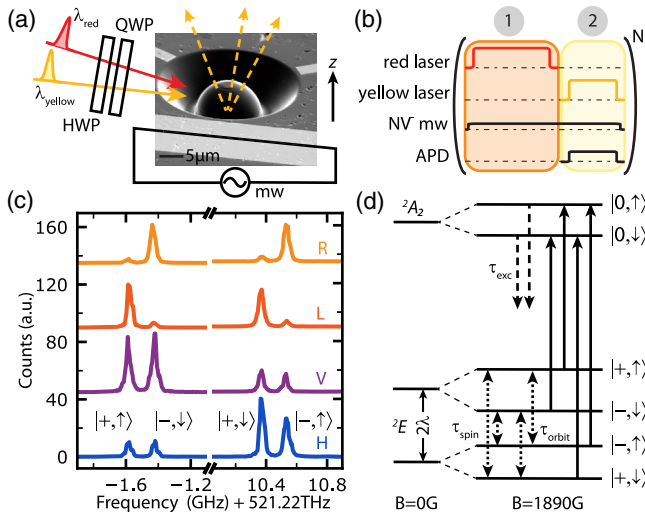 (a)
λred
QWP
λyellow
HWP
z
5μm
mw
(b)
1
2
N
red laser
yellow laser
NV- mw
APD
(c)
160
120
80
40
0
Counts (a.u.)
R
L
V
H
|+,↑⟩
|-,↓⟩
|+,↓⟩
|-,↑⟩
-1.6
-1.2
10.4
10.8
Frequency (GHz) + 521.22THz
(d)
²A₂
|0,↑⟩
|0,↓⟩
τexc
|+,↑⟩
²E
2λ
τspin
τorbit
|-,↓⟩
|-,↑⟩
|+,↓⟩
B=0G
B=1890G